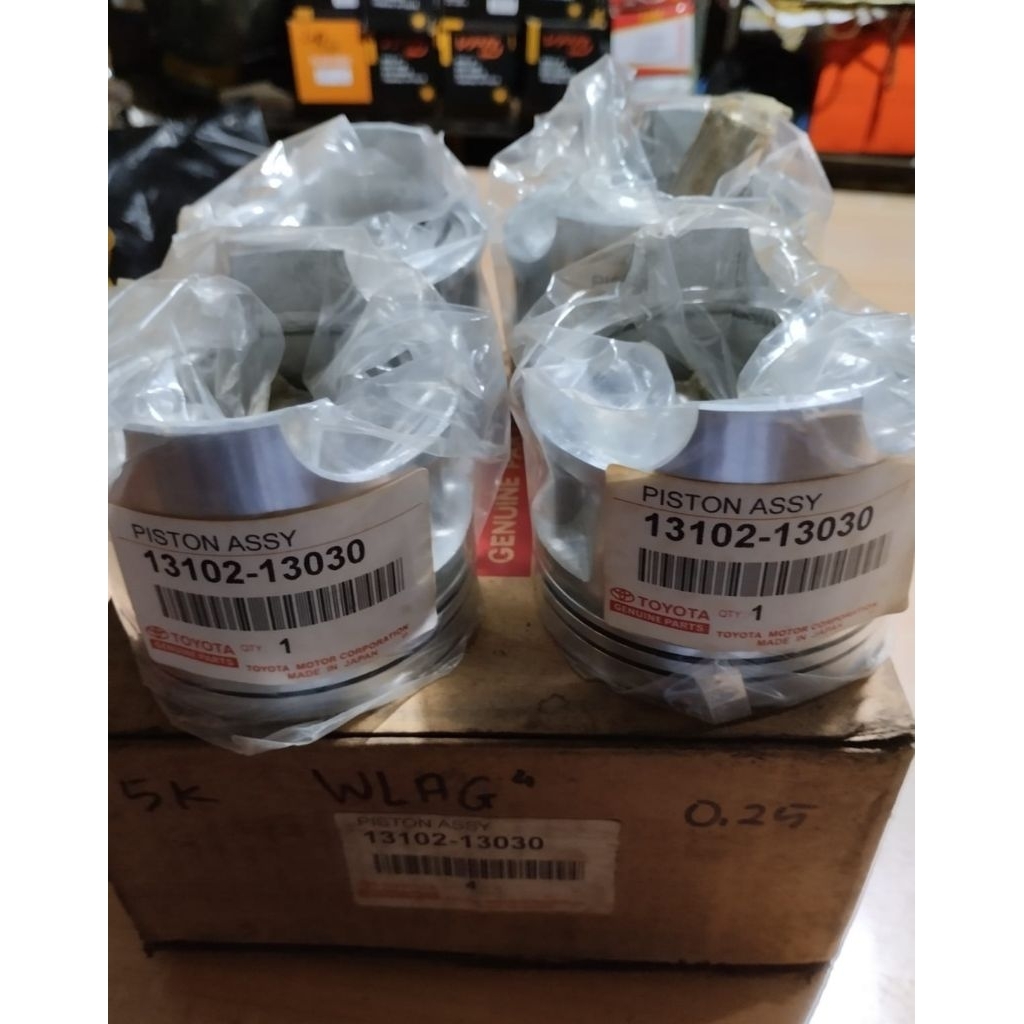 PISTON ASSY
13102-13030
TOYOTA
GENUINE PARTS
QTY 1
TOYOTA MOTOR CORPORATION
MADE IN JAPAN
PISTON ASSY
13102-13030
TOYOTA
GENUINE PARTS
QTY 1
TOYOTA MOTOR CORPORATION
MADE IN JAPAN
GENUINE PA
5K WLAG 0.25
PISTON ASSY
13102-13030
4